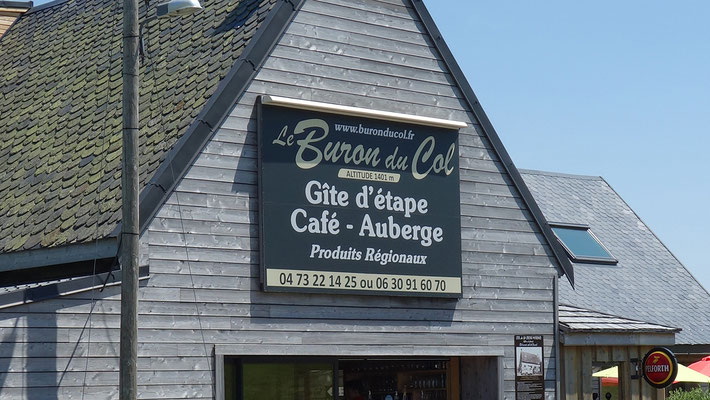 www.buronducol.fr
Le Buron du Col
ALTITUDE 1401 m
Gîte d'étape
Café - Auberge
Produits Régionaux
04 73 22 14 25 ou 06 30 91 60 70
PELFORTH